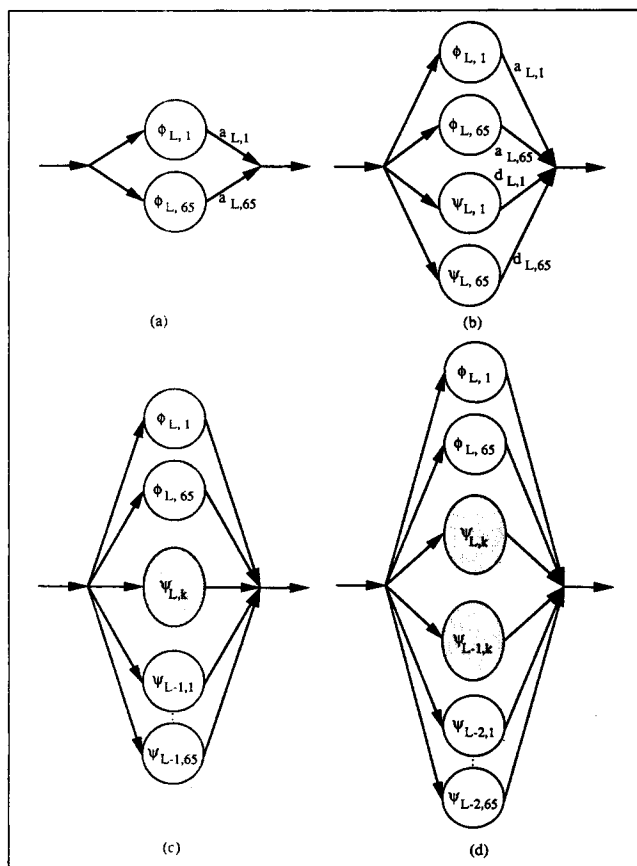 ϕ L, 1
a L,1
ϕ L, 65
a L,65
(a)
ϕ L, 1
a L,1
ϕ L, 65
a L,65
d L,1
ψ L, 1
ψ L, 65
d L,65
(b)
ϕ L, 1
ϕ L, 65
ψ L,k
ψ L-1,1
ψ L-1,65
(c)
ϕ L, 1
ϕ L, 65
ψ L,k
ψ L-1,k
ψ L-2,1
ψ L-2,65
(d)